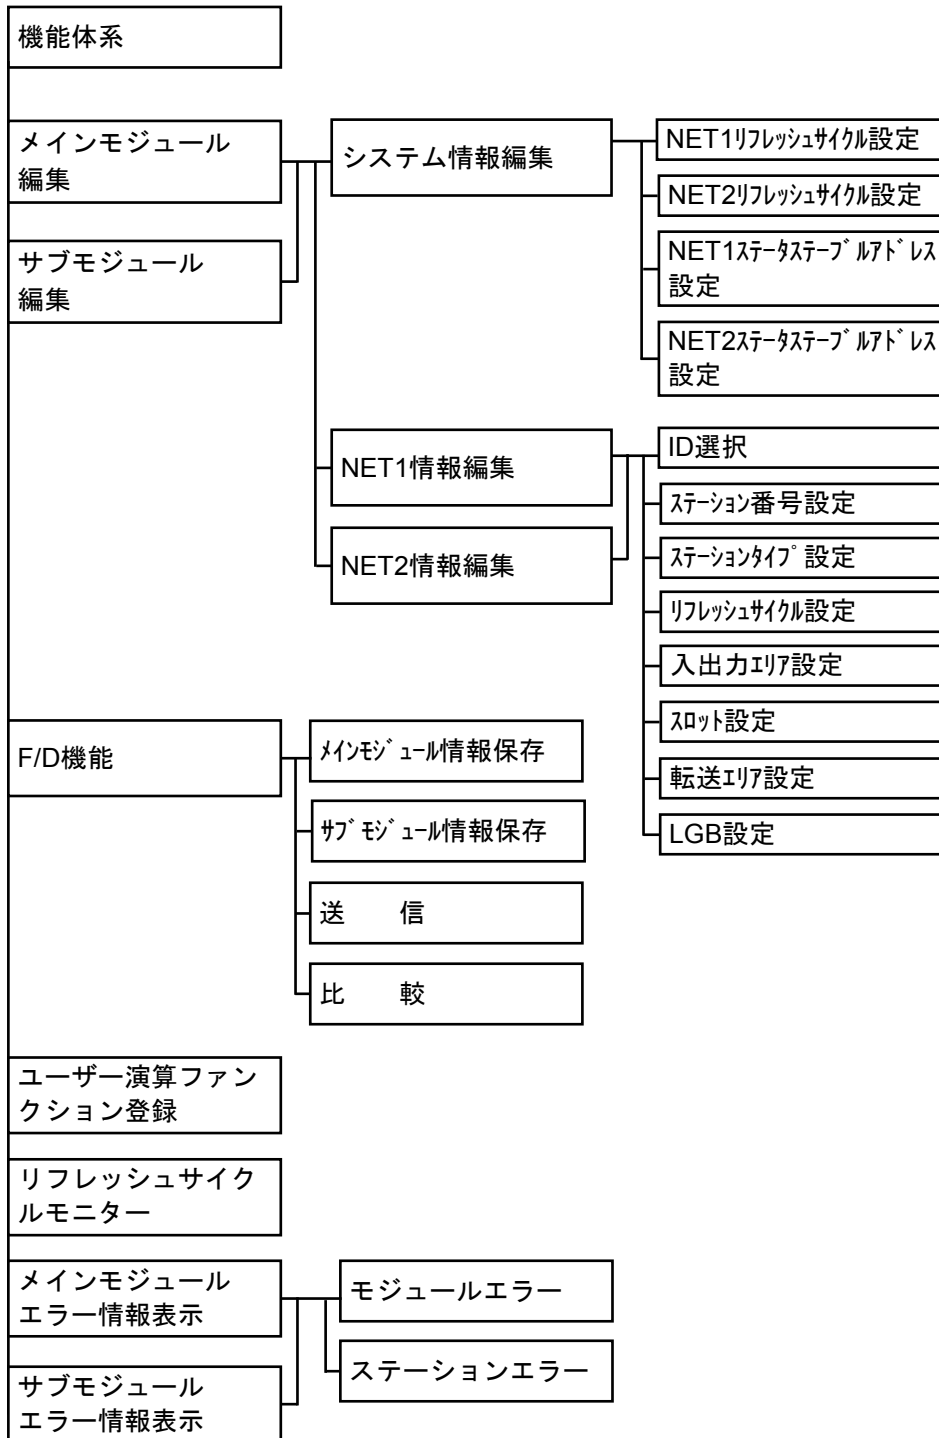 機能体系
メインモジュール
編集
サブモジュール
編集
システム情報編集
NET1ﾘﾌﾚｯｼｭｻｲｸﾙ設定
NET2ﾘﾌﾚｯｼｭｻｲｸﾙ設定
NET1ｽﾃｰﾀｽﾃｰﾌﾞﾙｱﾄﾞﾚｽ
設定
NET2ｽﾃｰﾀｽﾃｰﾌﾞﾙｱﾄﾞﾚｽ
設定
NET1情報編集
NET2情報編集
ID選択
ｽﾃｰｼｮﾝ番号設定
ｽﾃｰｼｮﾝﾀｲﾌﾟ設定
ﾘﾌﾚｯｼｭｻｲｸﾙ設定
入出力ｴﾘｱ設定
ｽﾛｯﾄ設定
転送ｴﾘｱ設定
LGB設定
F/D機能
ﾒｲﾝﾓｼﾞｭｰﾙ情報保存
ｻﾌﾞﾓｼﾞｭｰﾙ情報保存
送　　信
比　　較
ユーザー演算ファン
クション登録
リフレッシュサイク
ルモニター
メインモジュール
エラー情報表示
サブモジュール
エラー情報表示
モジュールエラー
ステーションエラー